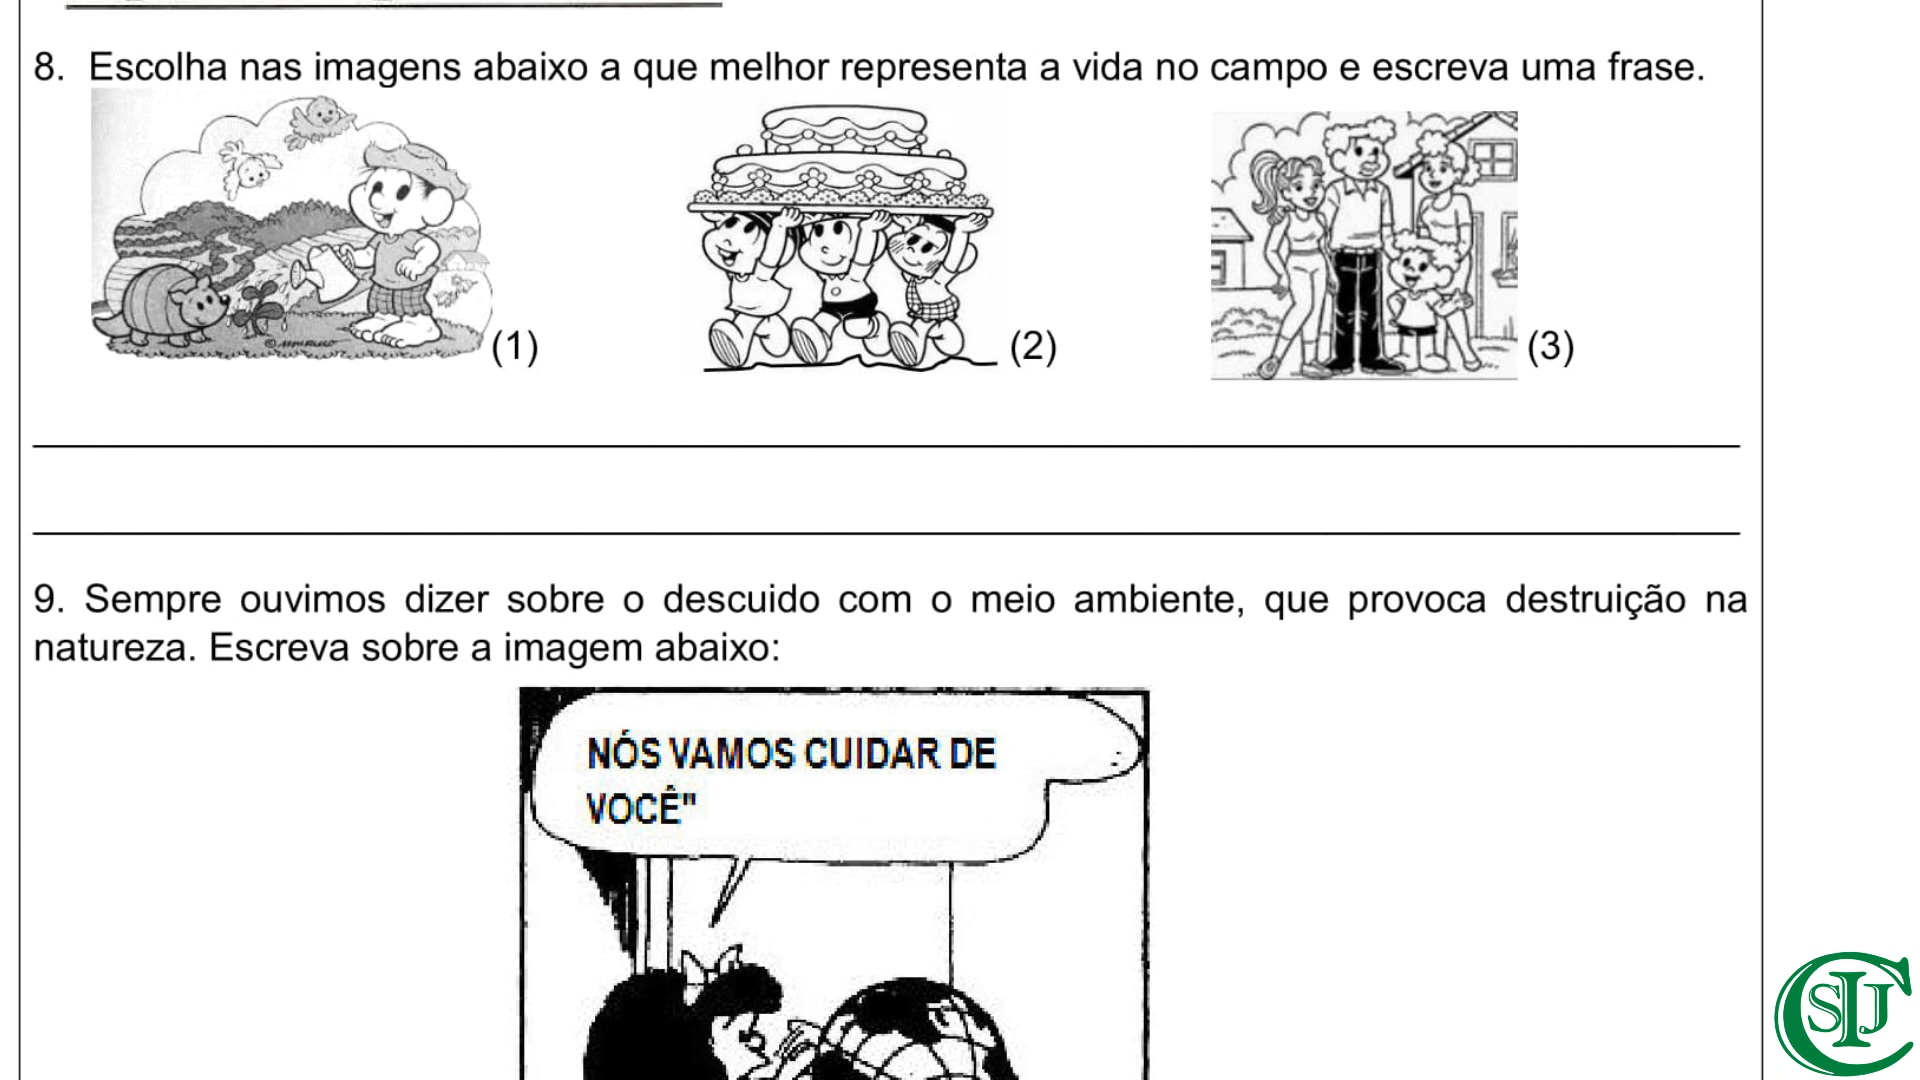 8. Escolha nas imagens abaixo a que melhor representa a vida no campo e escreva uma frase.
(1)
(2)
(3)
9. Sempre ouvimos dizer sobre o descuido com o meio ambiente, que provoca destruição na
natureza. Escreva sobre a imagem abaixo:
NÓS VAMOS CUIDAR DE
VOCÊ"